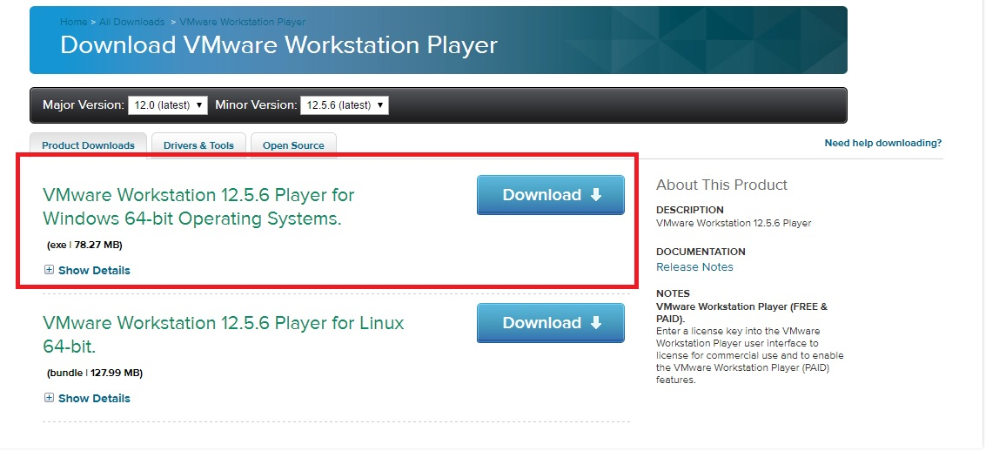 Home > All Downloads > VMware Workstation Player
Download VMware Workstation Player
Major Version: 12.0 (latest) ▼ Minor Version: 12.5.6 (latest) ▼
Product Downloads Drivers & Tools Open Source
Need help downloading?
VMware Workstation 12.5.6 Player for
Windows 64-bit Operating Systems.
(exe | 78.27 MB)
Show Details
Download
VMware Workstation 12.5.6 Player for Linux
64-bit.
(bundle | 127.99 MB)
Show Details
Download
About This Product
DESCRIPTION
VMware Workstation 12.5.6 Player
DOCUMENTATION
Release Notes
NOTES
VMware Workstation Player (FREE &
PAID).
Enter a license key into the VMware
Workstation Player user interface to
license for commercial use and to enable
the VMware Workstation Player (PAID)
features.